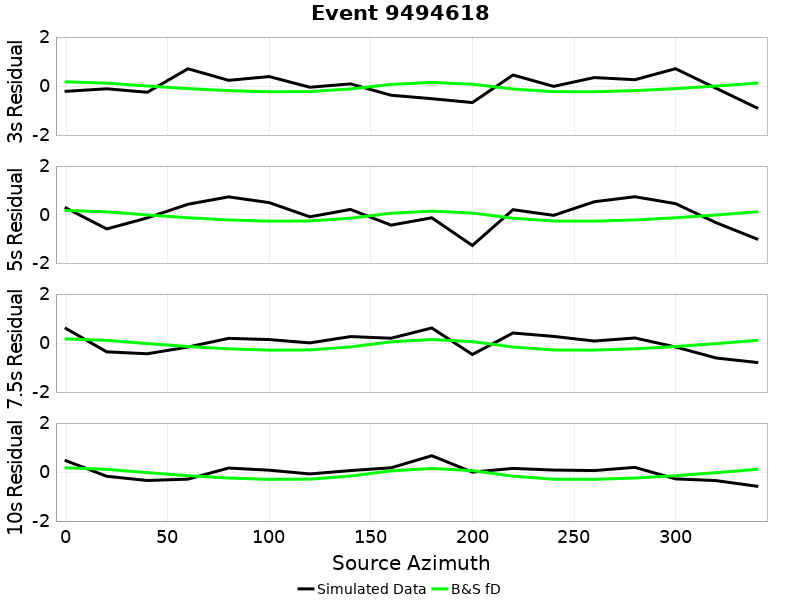 Event 9494618
3s Residual
2
0
-2
5s Residual
2
0
-2
7.5s Residual
2
0
-2
10s Residual
2
0
-2
0 50 100 150 200 250 300
Source Azimuth
Simulated Data B&S fD